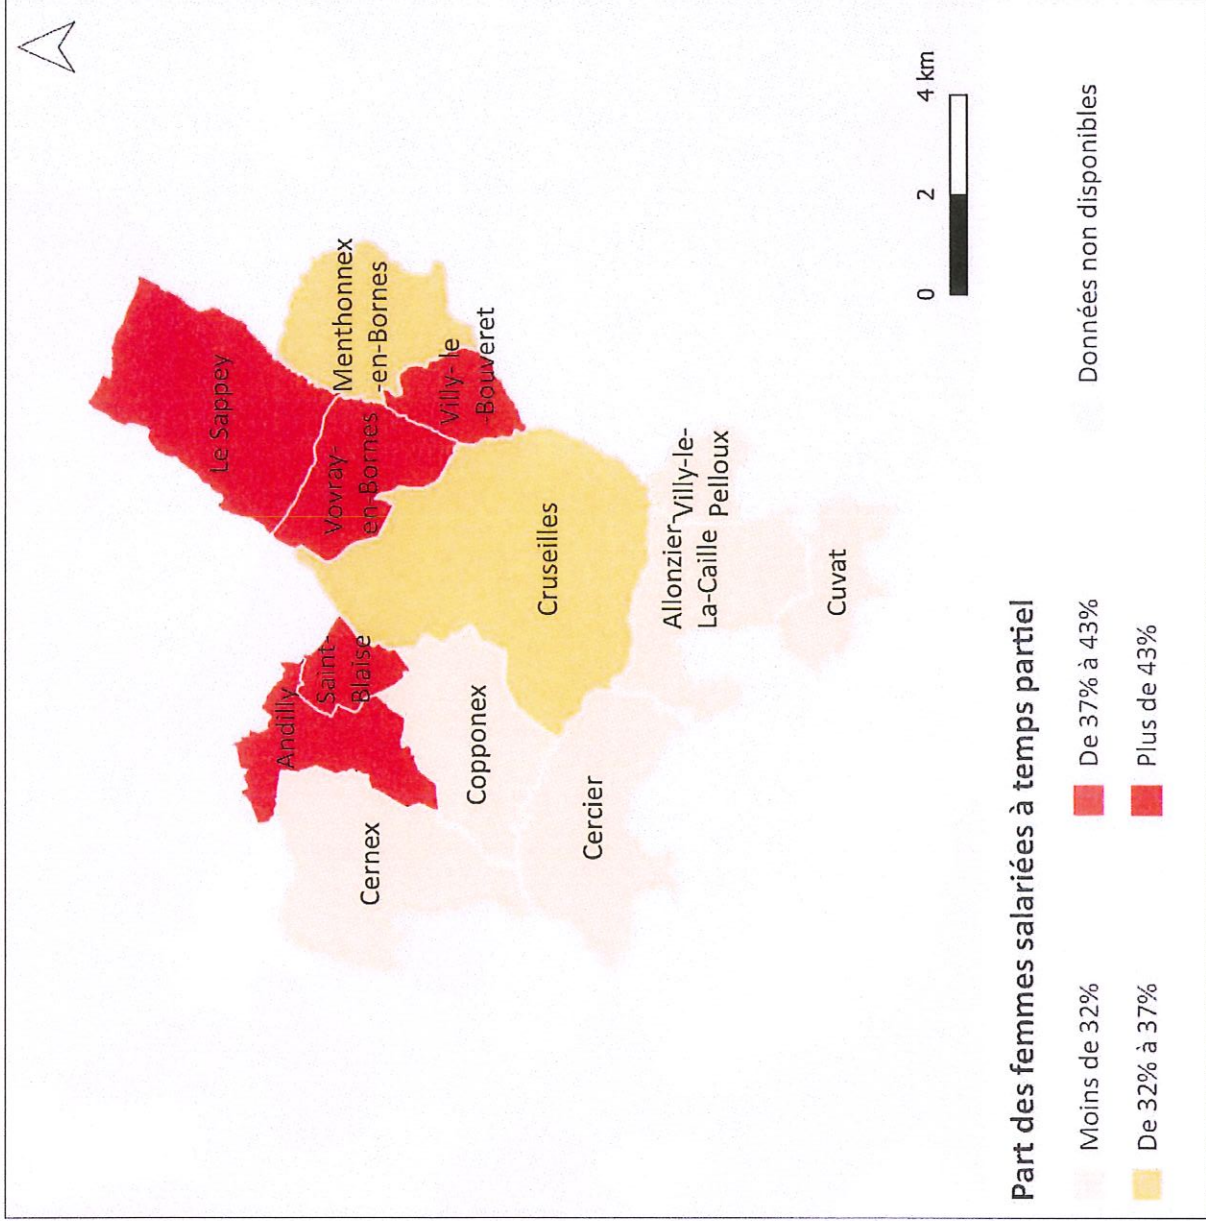 Le Sappey
Menthonnex
-en-Bornes
Vovray-
en-Bornes
Villy-le
-Bouveret
Andilly
Saint-
Blaise
Cruseilles
Cernex
Copponex
Cercier
Allonzier-
La-Caille
Villy-le-
Pelloux
Cuvat
0 2 4 km
Part des femmes salariées à temps partiel
Moins de 32%
De 32% à 37%
De 37% à 43%
Plus de 43%
Données non disponibles